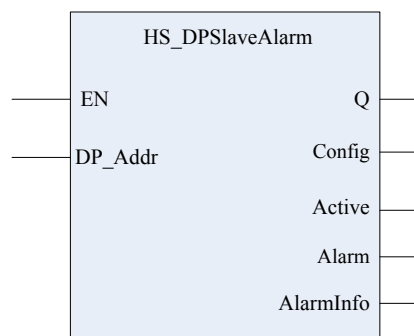 HS_DPSlaveAlarm
EN
Q
DP_Addr
Config
Active
Alarm
AlarmInfo